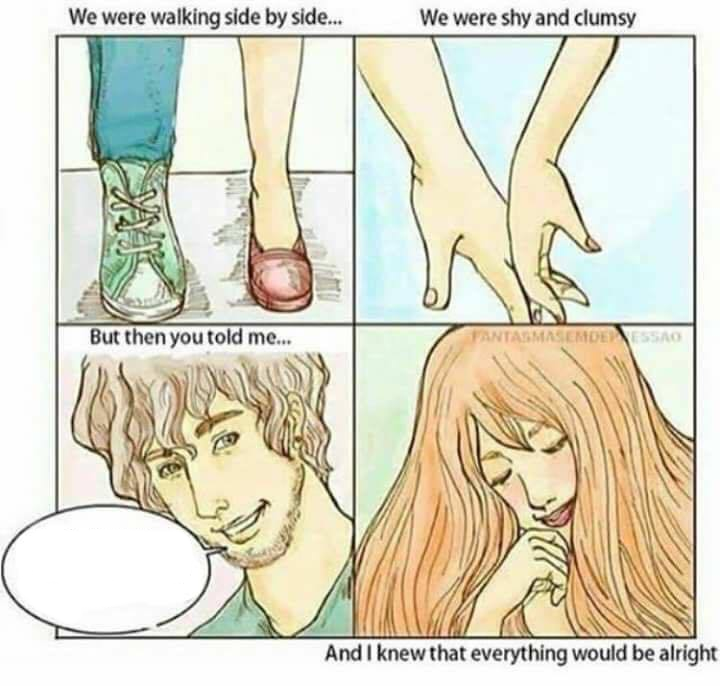 We were walking side by side...
We were shy and clumsy
But then you told me...
FANTASMASEMDEPRESSAO
And I knew that everything would be alright